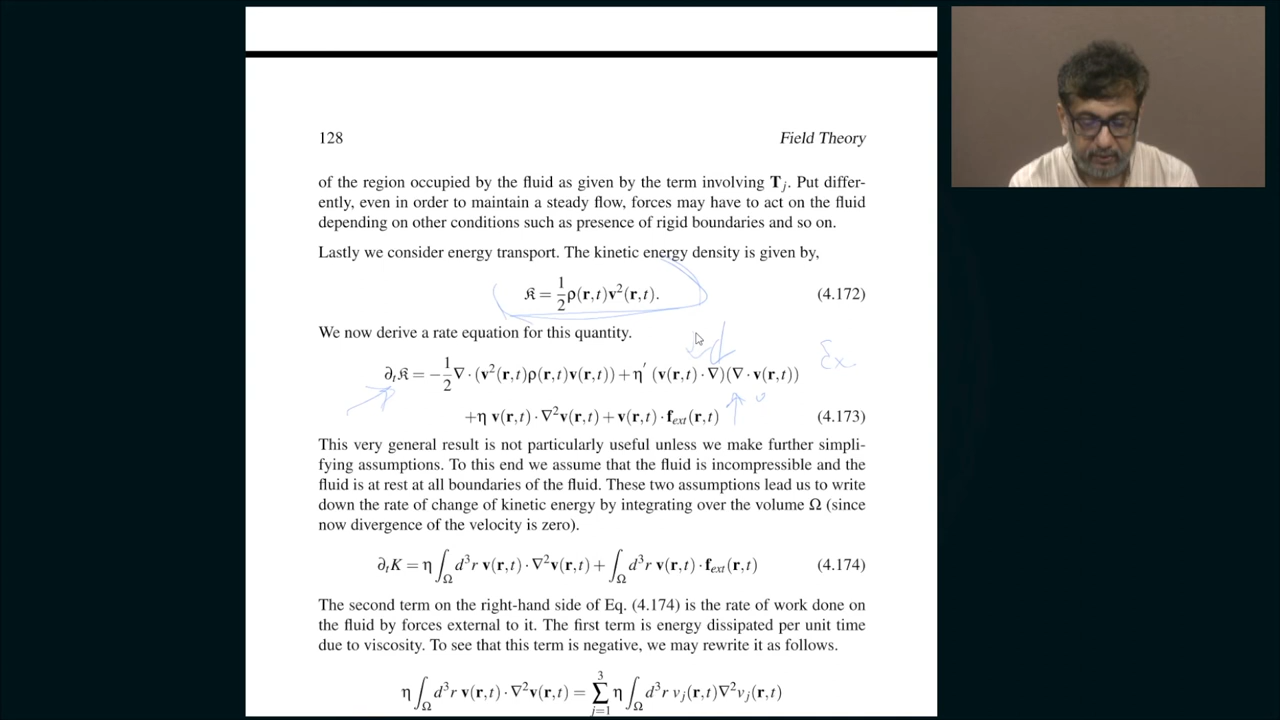 128 Field Theory
of the region occupied by the fluid as given by the term involving T_j. Put differ-
ently, even in order to maintain a steady flow, forces may have to act on the fluid
depending on other conditions such as presence of rigid boundaries and so on.
Lastly we consider energy transport. The kinetic energy density is given by,
𝔎 = 1/2 ρ(r,t)v²(r,t). (4.172)
We now derive a rate equation for this quantity.
∂_t𝔎 = −1/2 ∇ · (v²(r,t)ρ(r,t)v(r,t)) + η′ (v(r,t) · ∇)(∇ · v(r,t))
+η v(r,t) · ∇²v(r,t) + v(r,t) · f_ext(r,t) (4.173)
This very general result is not particularly useful unless we make further simpli-
fying assumptions. To this end we assume that the fluid is incompressible and the
fluid is at rest at all boundaries of the fluid. These two assumptions lead us to write
down the rate of change of kinetic energy by integrating over the volume Ω (since
now divergence of the velocity is zero).
∂_tK = η ∫_Ω d³r v(r,t) · ∇²v(r,t) + ∫_Ω d³r v(r,t) · f_ext(r,t) (4.174)
The second term on the right-hand side of Eq. (4.174) is the rate of work done on
the fluid by forces external to it. The first term is energy dissipated per unit time
due to viscosity. To see that this term is negative, we may rewrite it as follows.
η ∫_Ω d³r v(r,t) · ∇²v(r,t) = ∑_{j=1}^{3} η ∫_Ω d³r v_j(r,t)∇²v_j(r,t)